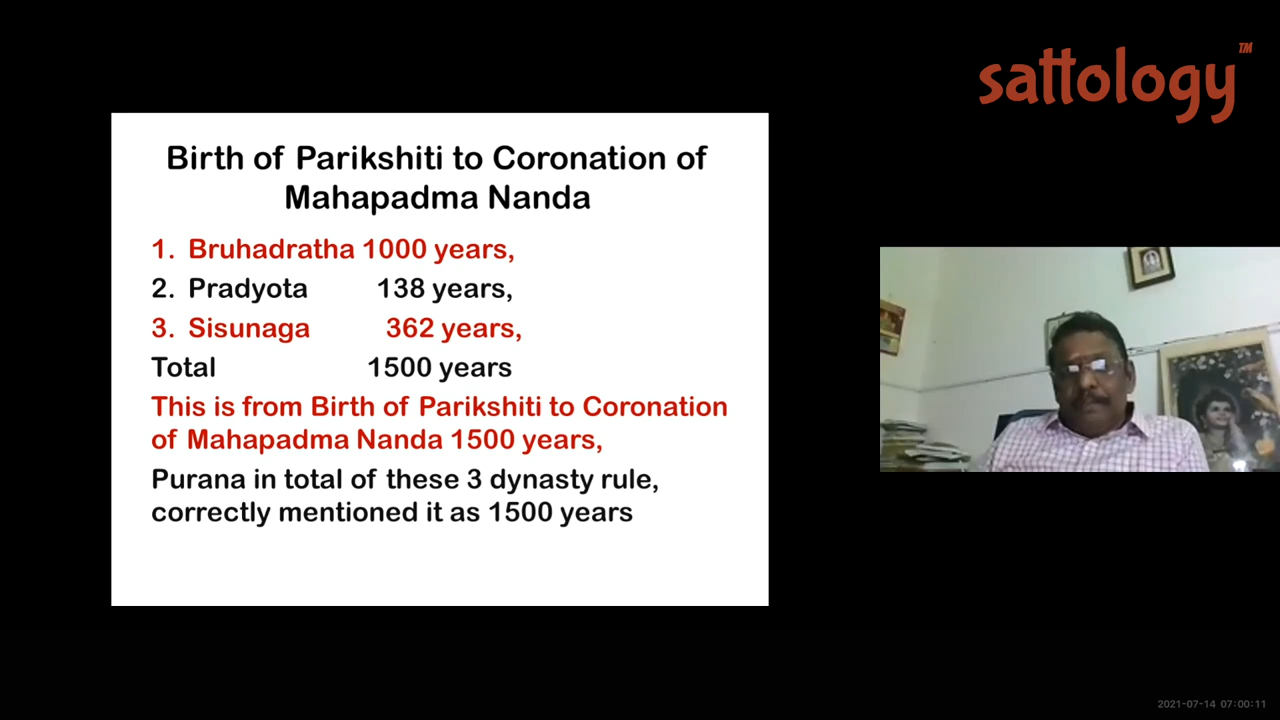 sattology™
Birth of Parikshiti to Coronation of
Mahapadma Nanda
1. Bruhadratha 1000 years,
2. Pradyota 138 years,
3. Sisunaga 362 years,
Total 1500 years
This is from Birth of Parikshiti to Coronation
of Mahapadma Nanda 1500 years,
Purana in total of these 3 dynasty rule,
correctly mentioned it as 1500 years
2021-07-14 07:00:11